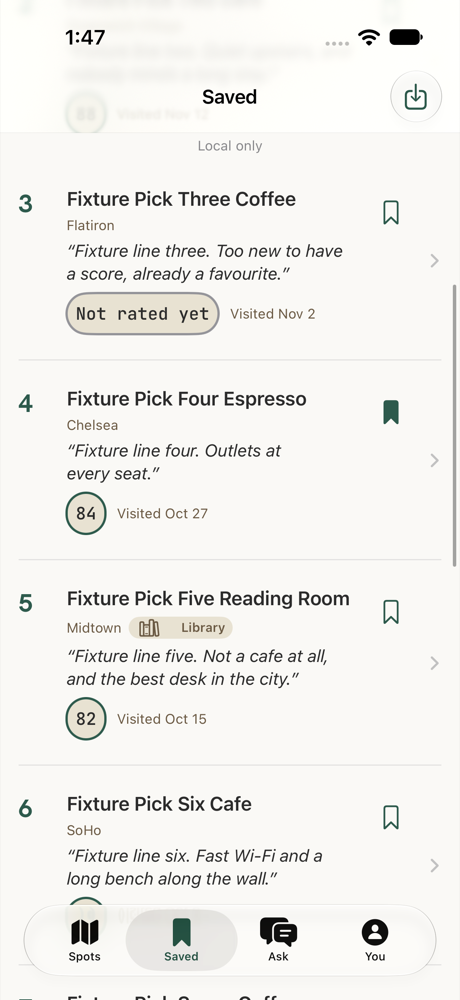 1:47
Saved
Visited Nov 12
Local only
3
Fixture Pick Three Coffee
Flatiron
“Fixture line three. Too new to have
a score, already a favourite.”
Not rated yet
Visited Nov 2
4
Fixture Pick Four Espresso
Chelsea
“Fixture line four. Outlets at
every seat.”
84
Visited Oct 27
5
Fixture Pick Five Reading Room
Midtown
Library
“Fixture line five. Not a cafe at all,
and the best desk in the city.”
82
Visited Oct 15
6
Fixture Pick Six Cafe
SoHo
“Fixture line six. Fast Wi-Fi and a
long bench along the wall.”
Spots
Saved
Ask
You